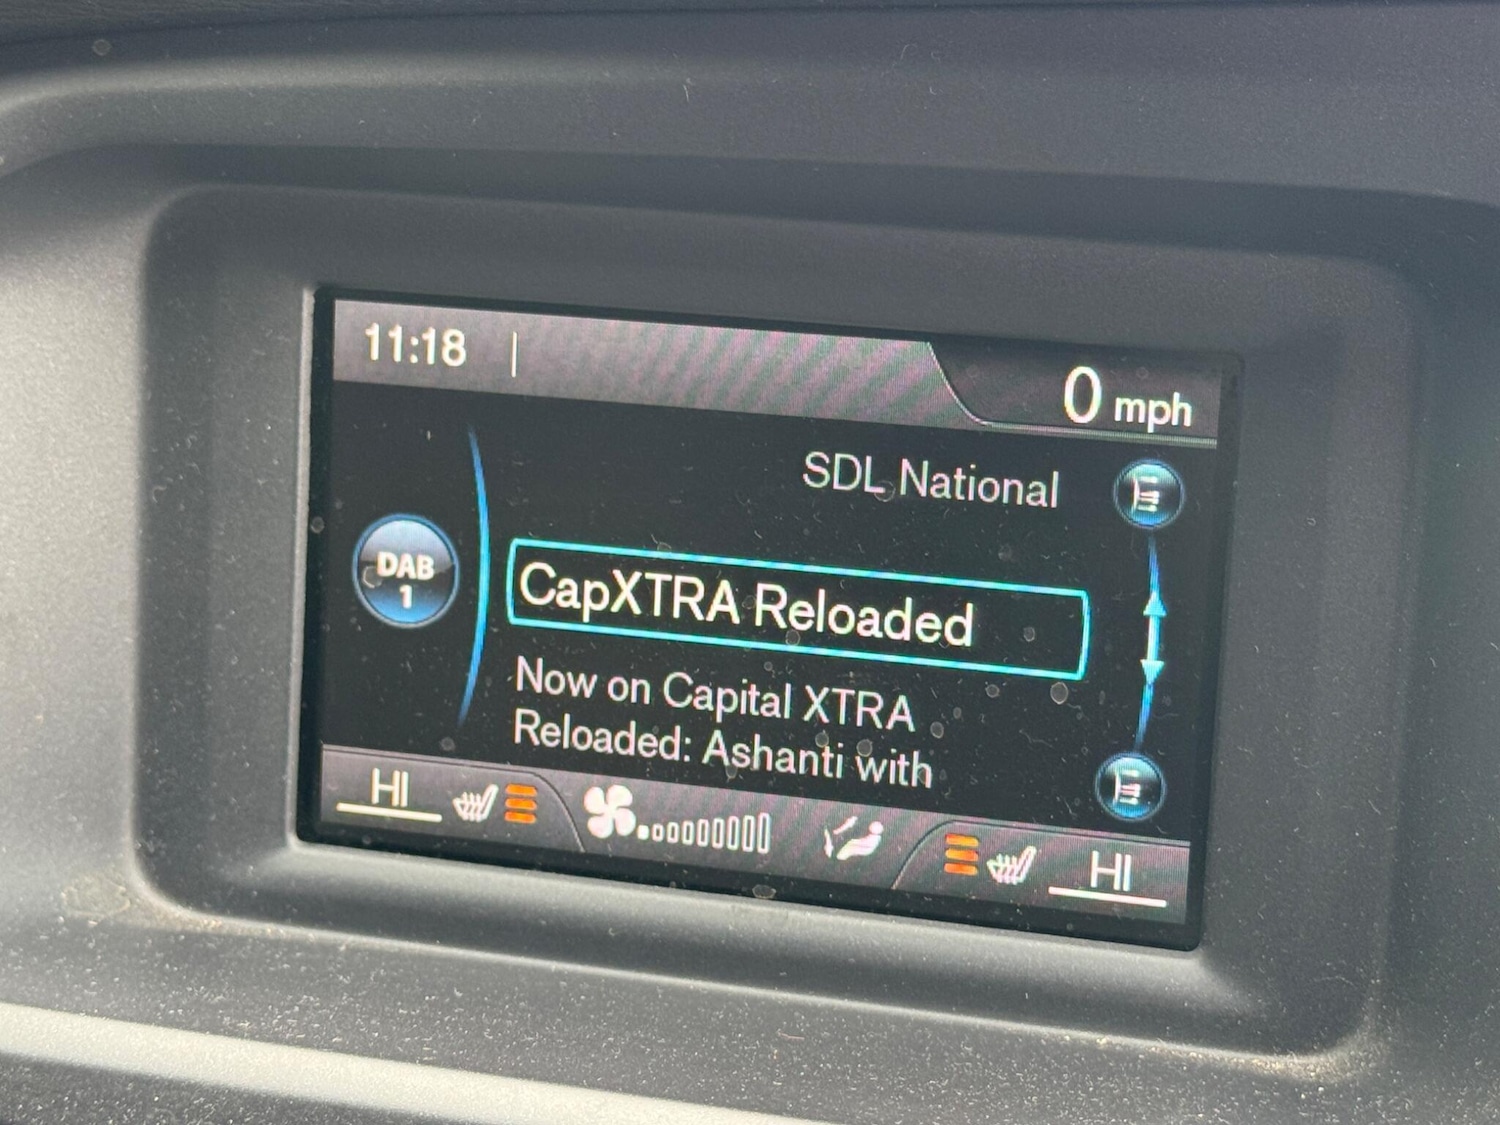 11:18
0 mph
SDL National
DAB
1
CapXTRA Reloaded
Now on Capital XTRA
Reloaded: Ashanti with
HI
HI